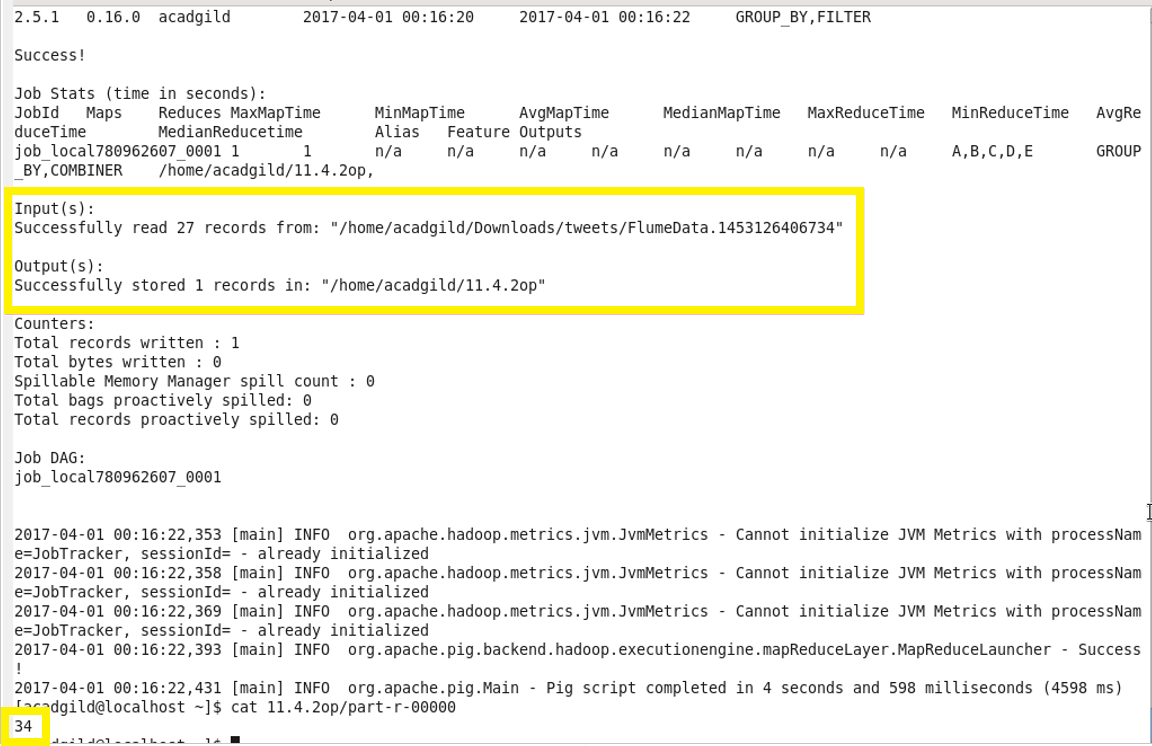 2.5.1 0.16.0 acadgild 2017-04-01 00:16:20 2017-04-01 00:16:22 GROUP_BY,FILTER
Success!
Job Stats (time in seconds):
JobId Maps Reduces MaxMapTime MinMapTime AvgMapTime MedianMapTime MaxReduceTime MinReduceTime AvgRe
duceTime MedianReducetime Alias Feature Outputs
job_local780962607_0001 1 1 n/a n/a n/a n/a n/a n/a n/a n/a A,B,C,D,E GROUP
_BY,COMBINER /home/acadgild/11.4.2op,
Input(s):
Successfully read 27 records from: "/home/acadgild/Downloads/tweets/FlumeData.1453126406734"
Output(s):
Successfully stored 1 records in: "/home/acadgild/11.4.2op"
Counters:
Total records written : 1
Total bytes written : 0
Spillable Memory Manager spill count : 0
Total bags proactively spilled: 0
Total records proactively spilled: 0
Job DAG:
job_local780962607_0001
2017-04-01 00:16:22,353 [main] INFO org.apache.hadoop.metrics.jvm.JvmMetrics - Cannot initialize JVM Metrics with processNam
e=JobTracker, sessionId= - already initialized
2017-04-01 00:16:22,358 [main] INFO org.apache.hadoop.metrics.jvm.JvmMetrics - Cannot initialize JVM Metrics with processNam
e=JobTracker, sessionId= - already initialized
2017-04-01 00:16:22,369 [main] INFO org.apache.hadoop.metrics.jvm.JvmMetrics - Cannot initialize JVM Metrics with processNam
e=JobTracker, sessionId= - already initialized
2017-04-01 00:16:22,393 [main] INFO org.apache.pig.backend.hadoop.executionengine.mapReduceLayer.MapReduceLauncher - Success
!
2017-04-01 00:16:22,431 [main] INFO org.apache.pig.Main - Pig script completed in 4 seconds and 598 milliseconds (4598 ms)
[acadgild@localhost ~]$ cat 11.4.2op/part-r-00000
34